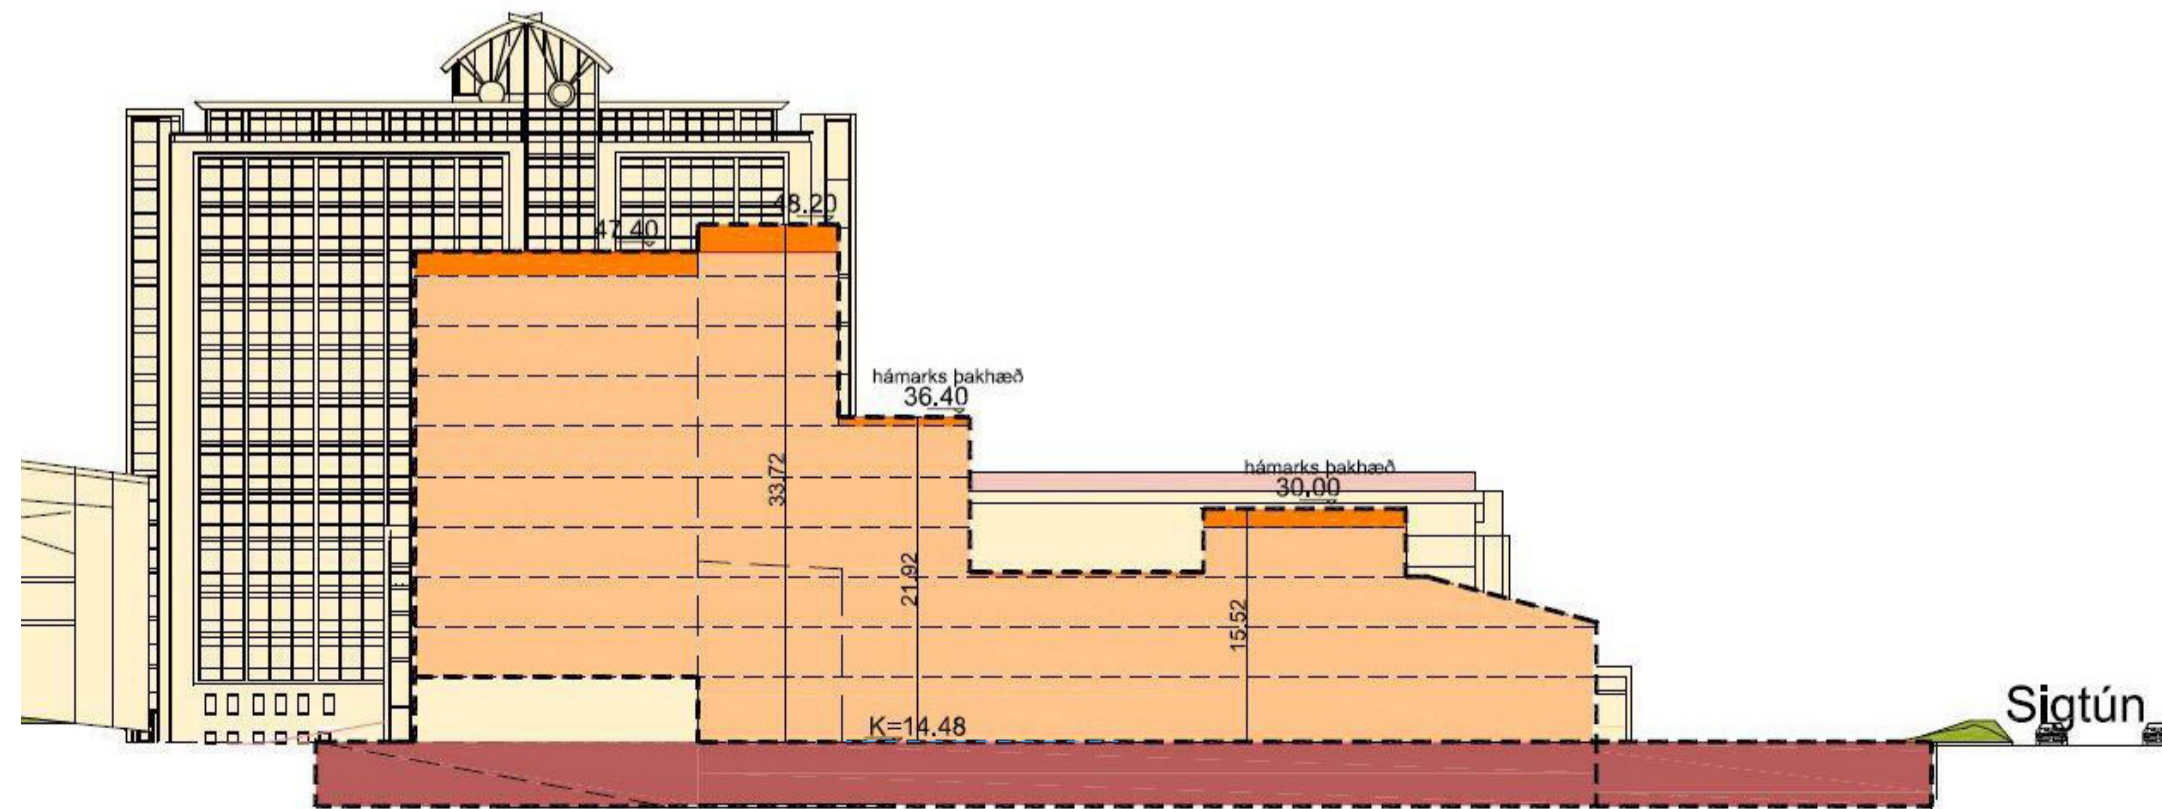 48.20
47.40
hámarks þakhæð
36.40
hámarks þakhæð
30.00
33.72
21.92
15.52
Sigtún
K=14.48